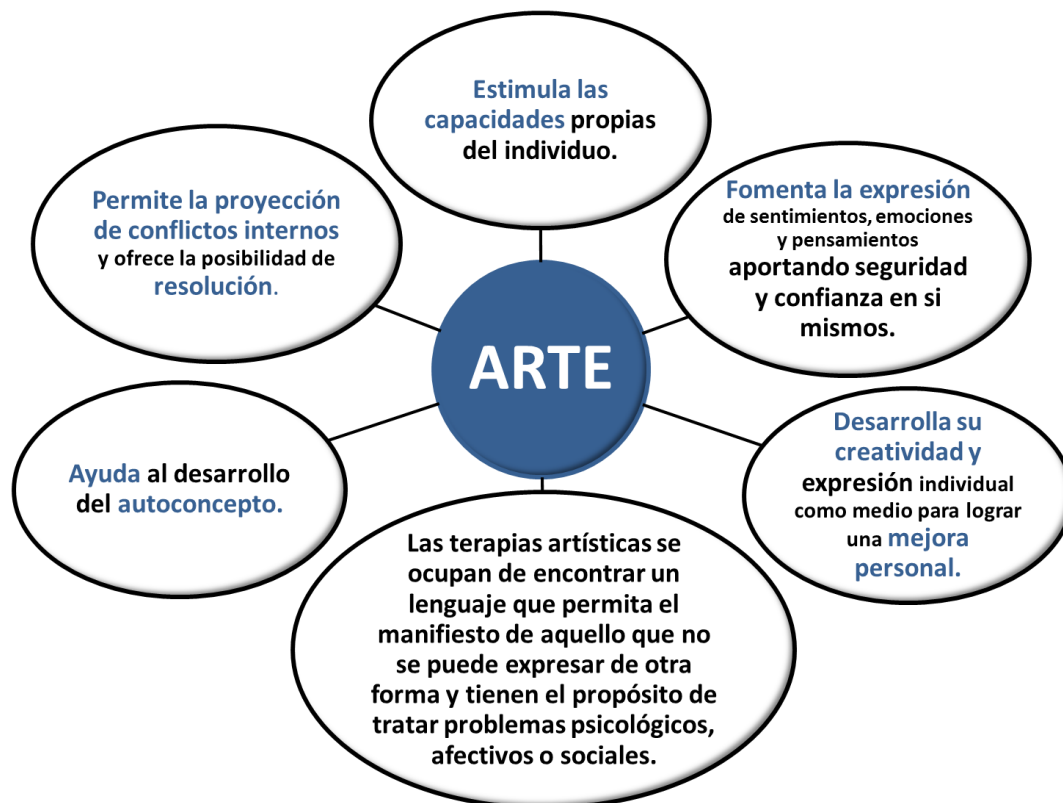 Estimula las
capacidades propias
del individuo.
Permite la proyección
de conflictos internos
y ofrece la posibilidad de
resolución.
Fomenta la expresión
de sentimientos, emociones
y pensamientos
aportando seguridad
y confianza en si
mismos.
ARTE
Ayuda al desarrollo
del autoconcepto.
Desarrolla su
creatividad y
expresión individual
como medio para lograr
una mejora
personal.
Las terapias artísticas se
ocupan de encontrar un
lenguaje que permita el
manifiesto de aquello que no
se puede expresar de otra
forma y tienen el propósito de
tratar problemas psicológicos,
afectivos o sociales.